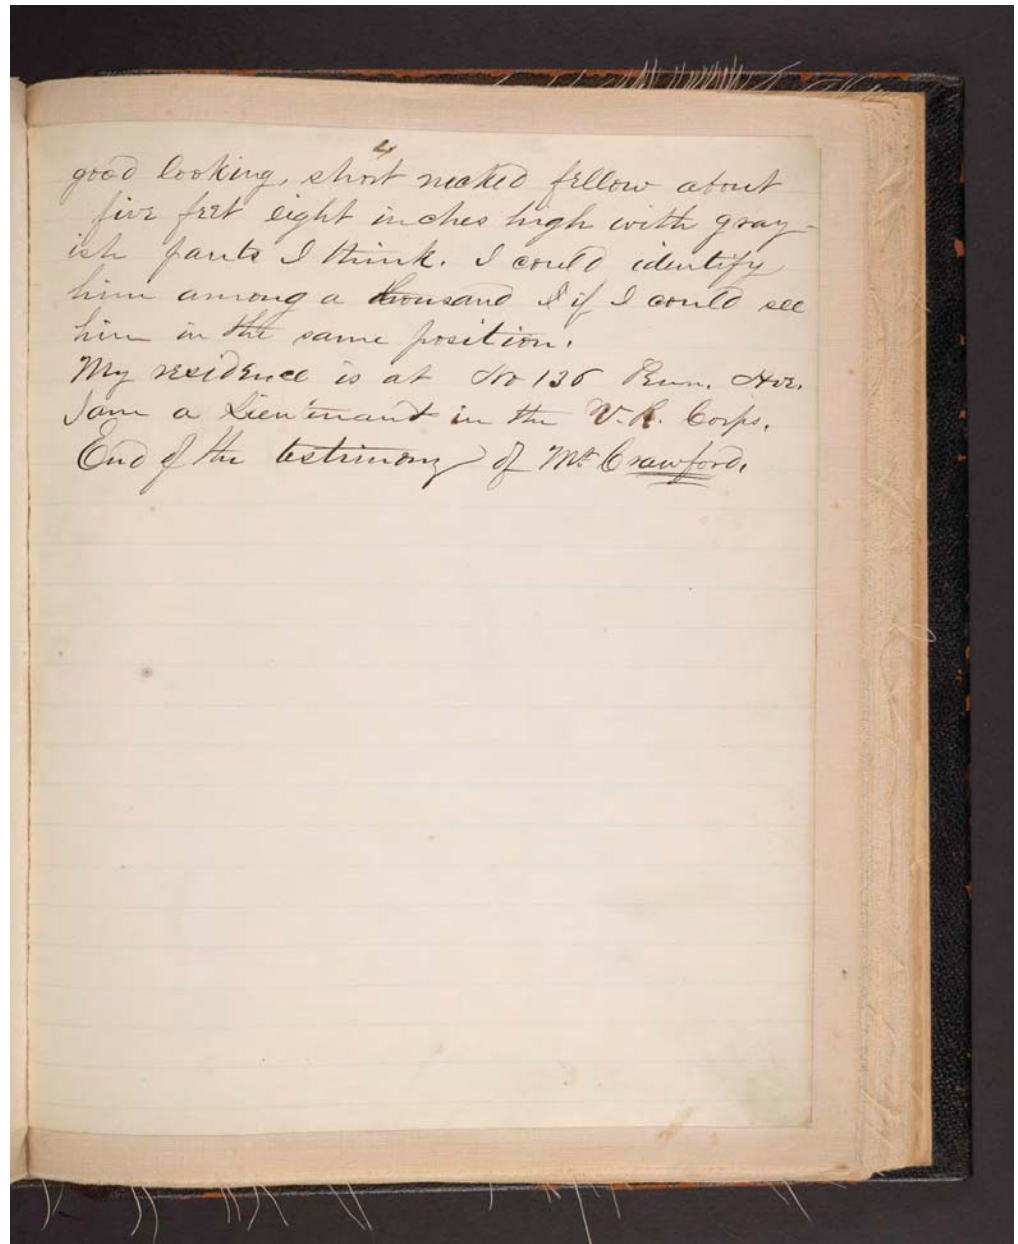 4
good looking, short necked fellow about
five feet eight inches high with gray-
ish pants I think. I could identify
him among a thousand I if I could see
him in the same position.
My residence is at No 136 Penn. Ave.
I am a Lieutenant in the V. R. Corps.
End of the testimony of Mr Crawford.